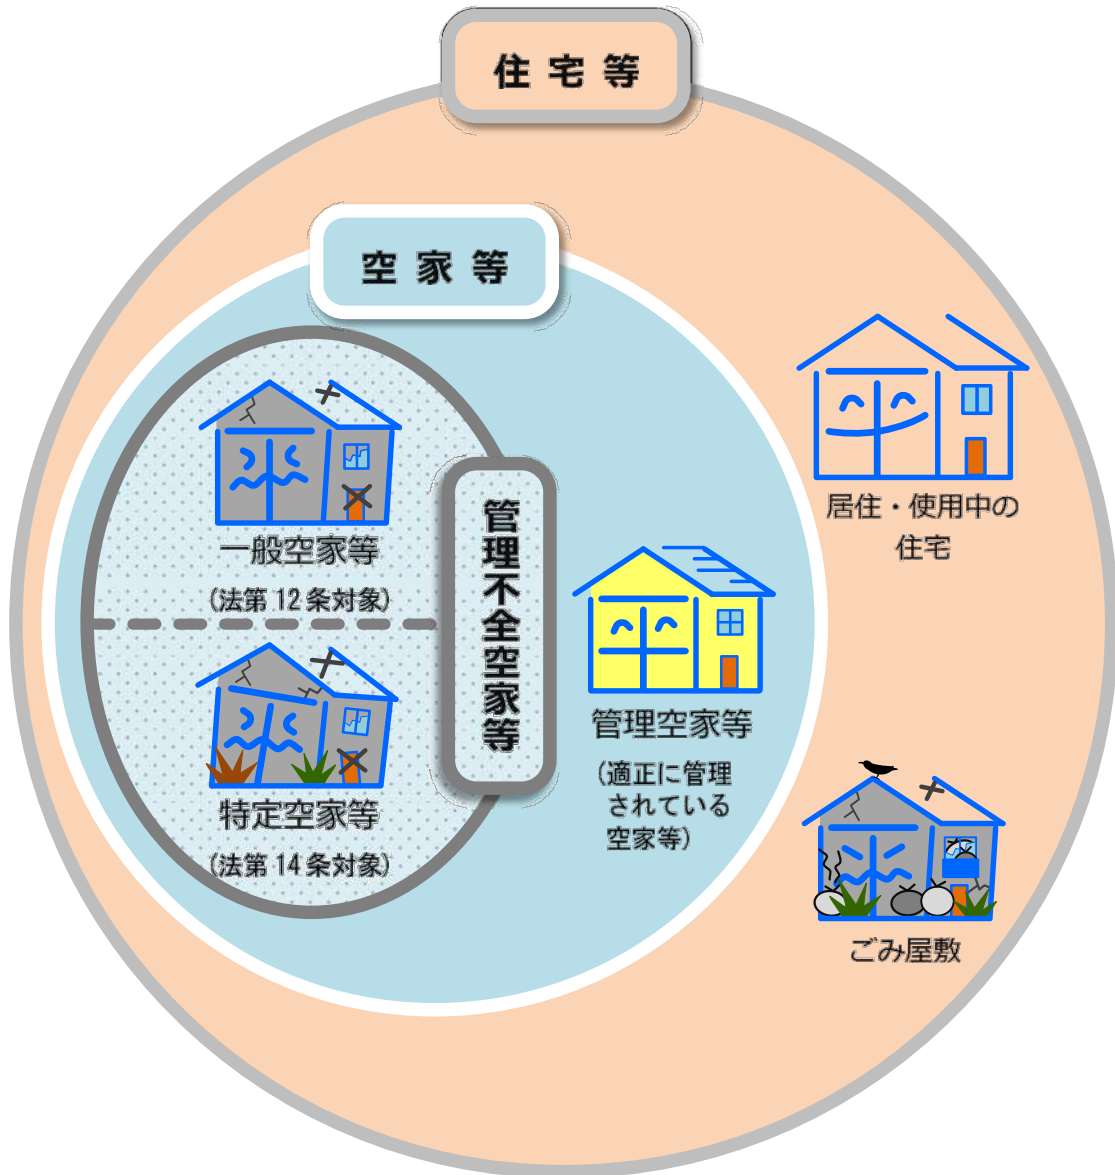 住宅等
空家等
一般空家等
(法第12条対象)
管理不全空家等
特定空家等
(法第14条対象)
管理空家等
(適正に管理
されている
空家等)
居住・使用中の
住宅
ごみ屋敷